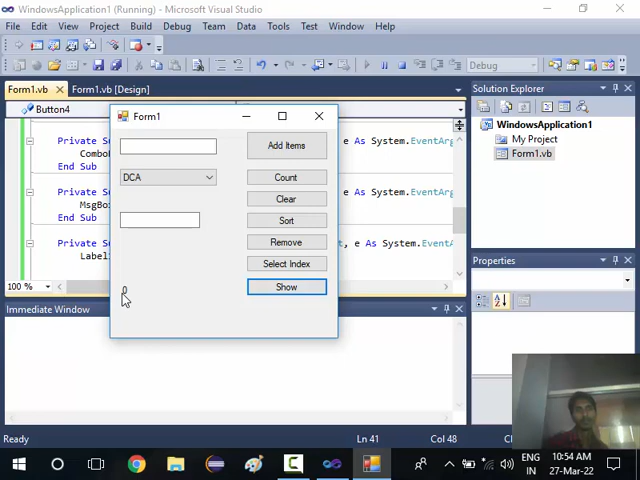 WindowsApplication1 (Running) - Microsoft Visual Studio
File Edit View Project Build Debug Team Data Tools Test Window Help
Debug
Form1.vb Form1.vb [Design]
Button4
Form1
Private Su
e As System.EventArg
Combo
End Sub
Private Su
e As System.EventArg
MsgBo
End Sub
Private Su
t, e As System.EventArg
Label
100 %
Add Items
DCA
Count
Clear
Sort
Remove
Select Index
Show
0
Solution Explorer
WindowsApplication1
My Project
Form1.vb
Properties
Immediate Window
Ready
Ln 41 Col 48
ENG
IN
10:54 AM
27-Mar-22